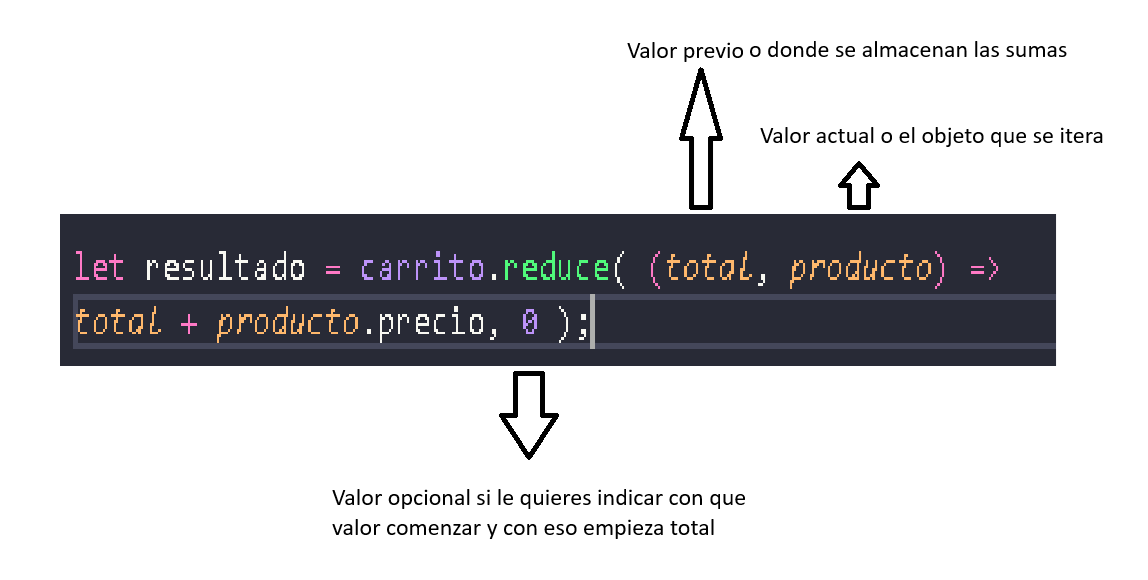 Valor previo o donde se almacenan las sumas
Valor actual o el objeto que se itera
let resultado = carrito.reduce( (total, producto) =>
total + producto.precio, 0 );
Valor opcional si le quieres indicar con que
valor comenzar y con eso empieza total